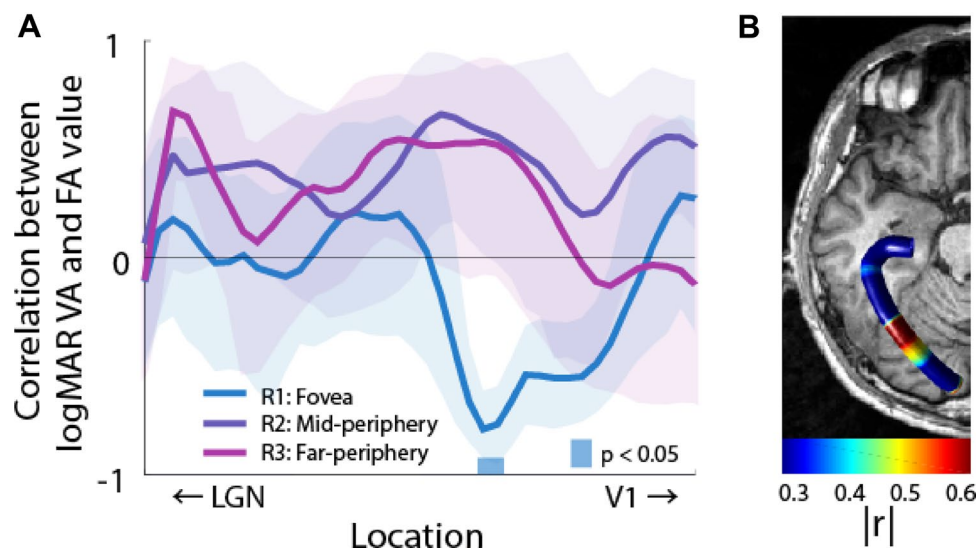 A
B
Correlation between
logMAR VA and FA value
1
0
-1
R1: Fovea
R2: Mid-periphery
R3: Far-periphery
p < 0.05
← LGN
V1 →
Location
0.3 0.4 0.5 0.6
|r|